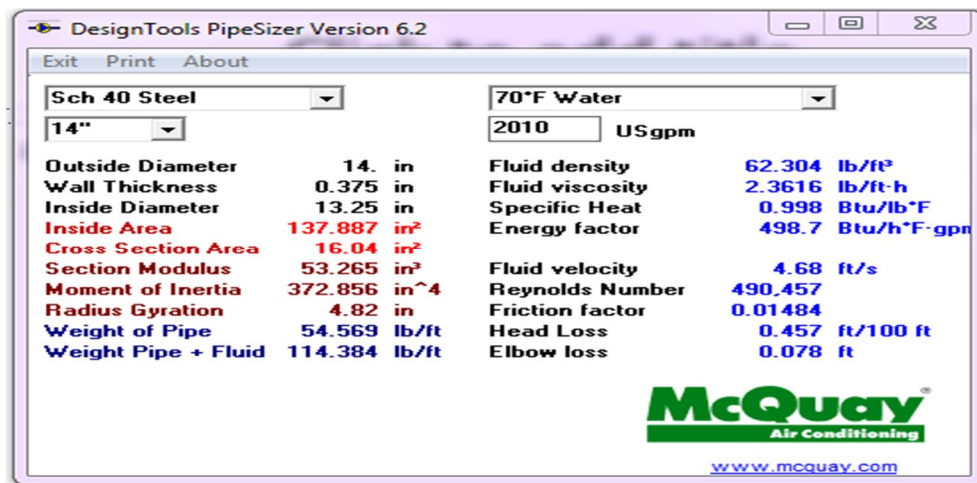 DesignTools PipeSizer Version 6.2
Exit Print About
Sch 40 Steel
14"
Outside Diameter 14. in
Wall Thickness 0.375 in
Inside Diameter 13.25 in
Inside Area 137.887 in²
Cross Section Area 16.04 in²
Section Modulus 53.265 in³
Moment of Inertia 372.856 in^4
Radius Gyration 4.82 in
Weight of Pipe 54.569 lb/ft
Weight Pipe + Fluid 114.384 lb/ft
70°F Water
2010 USgpm
Fluid density 62.304 lb/ft³
Fluid viscosity 2.3616 lb/ft·h
Specific Heat 0.998 Btu/lb°F
Energy factor 498.7 Btu/h°F·gpm
Fluid velocity 4.68 ft/s
Reynolds Number 490,457
Friction factor 0.01484
Head Loss 0.457 ft/100 ft
Elbow loss 0.078 ft
McQuay®
Air Conditioning
www.mcquay.com